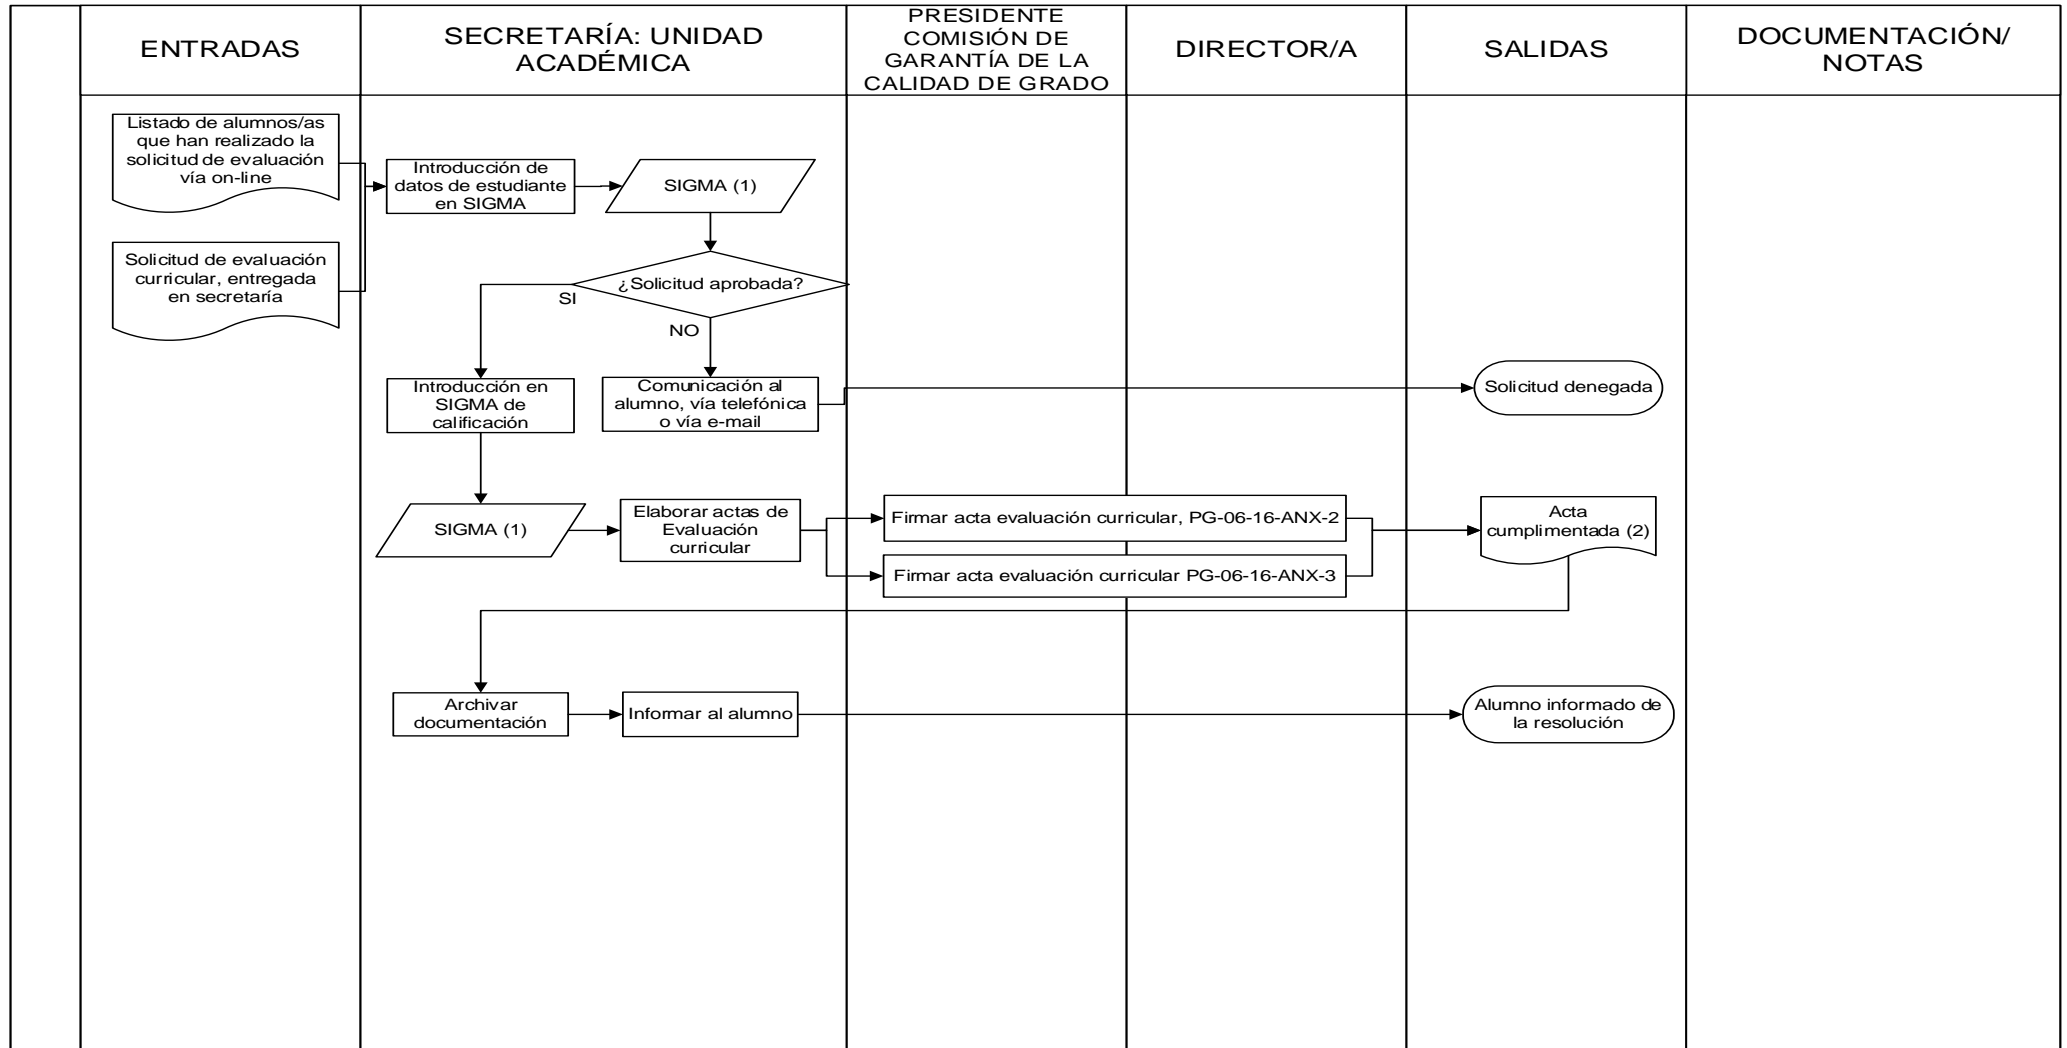 ENTRADAS
SECRETARÍA: UNIDAD
ACADÉMICA
PRESIDENTE
COMISIÓN DE
GARANTÍA DE LA
CALIDAD DE GRADO
DIRECTOR/A
SALIDAS
DOCUMENTACIÓN/
NOTAS
Listado de alumnos/as
que han realizado la
solicitud de evaluación
vía on-line
Introducción de
datos de estudiante
en SIGMA
SIGMA (1)
Solicitud de evaluación
curricular, entregada
en secretaría
¿Solicitud aprobada?
SI
NO
Introducción en
SIGMA de
calificación
Comunicación al
alumno, vía telefónica
o vía e-mail
Solicitud denegada
SIGMA (1)
Elaborar actas de
Evaluación
curricular
Firmar acta evaluación curricular, PG-06-16-ANX-2
Firmar acta evaluación curricular PG-06-16-ANX-3
Acta
cumplimentada (2)
Archivar
documentación
Informar al alumno
Alumno informado de
la resolución